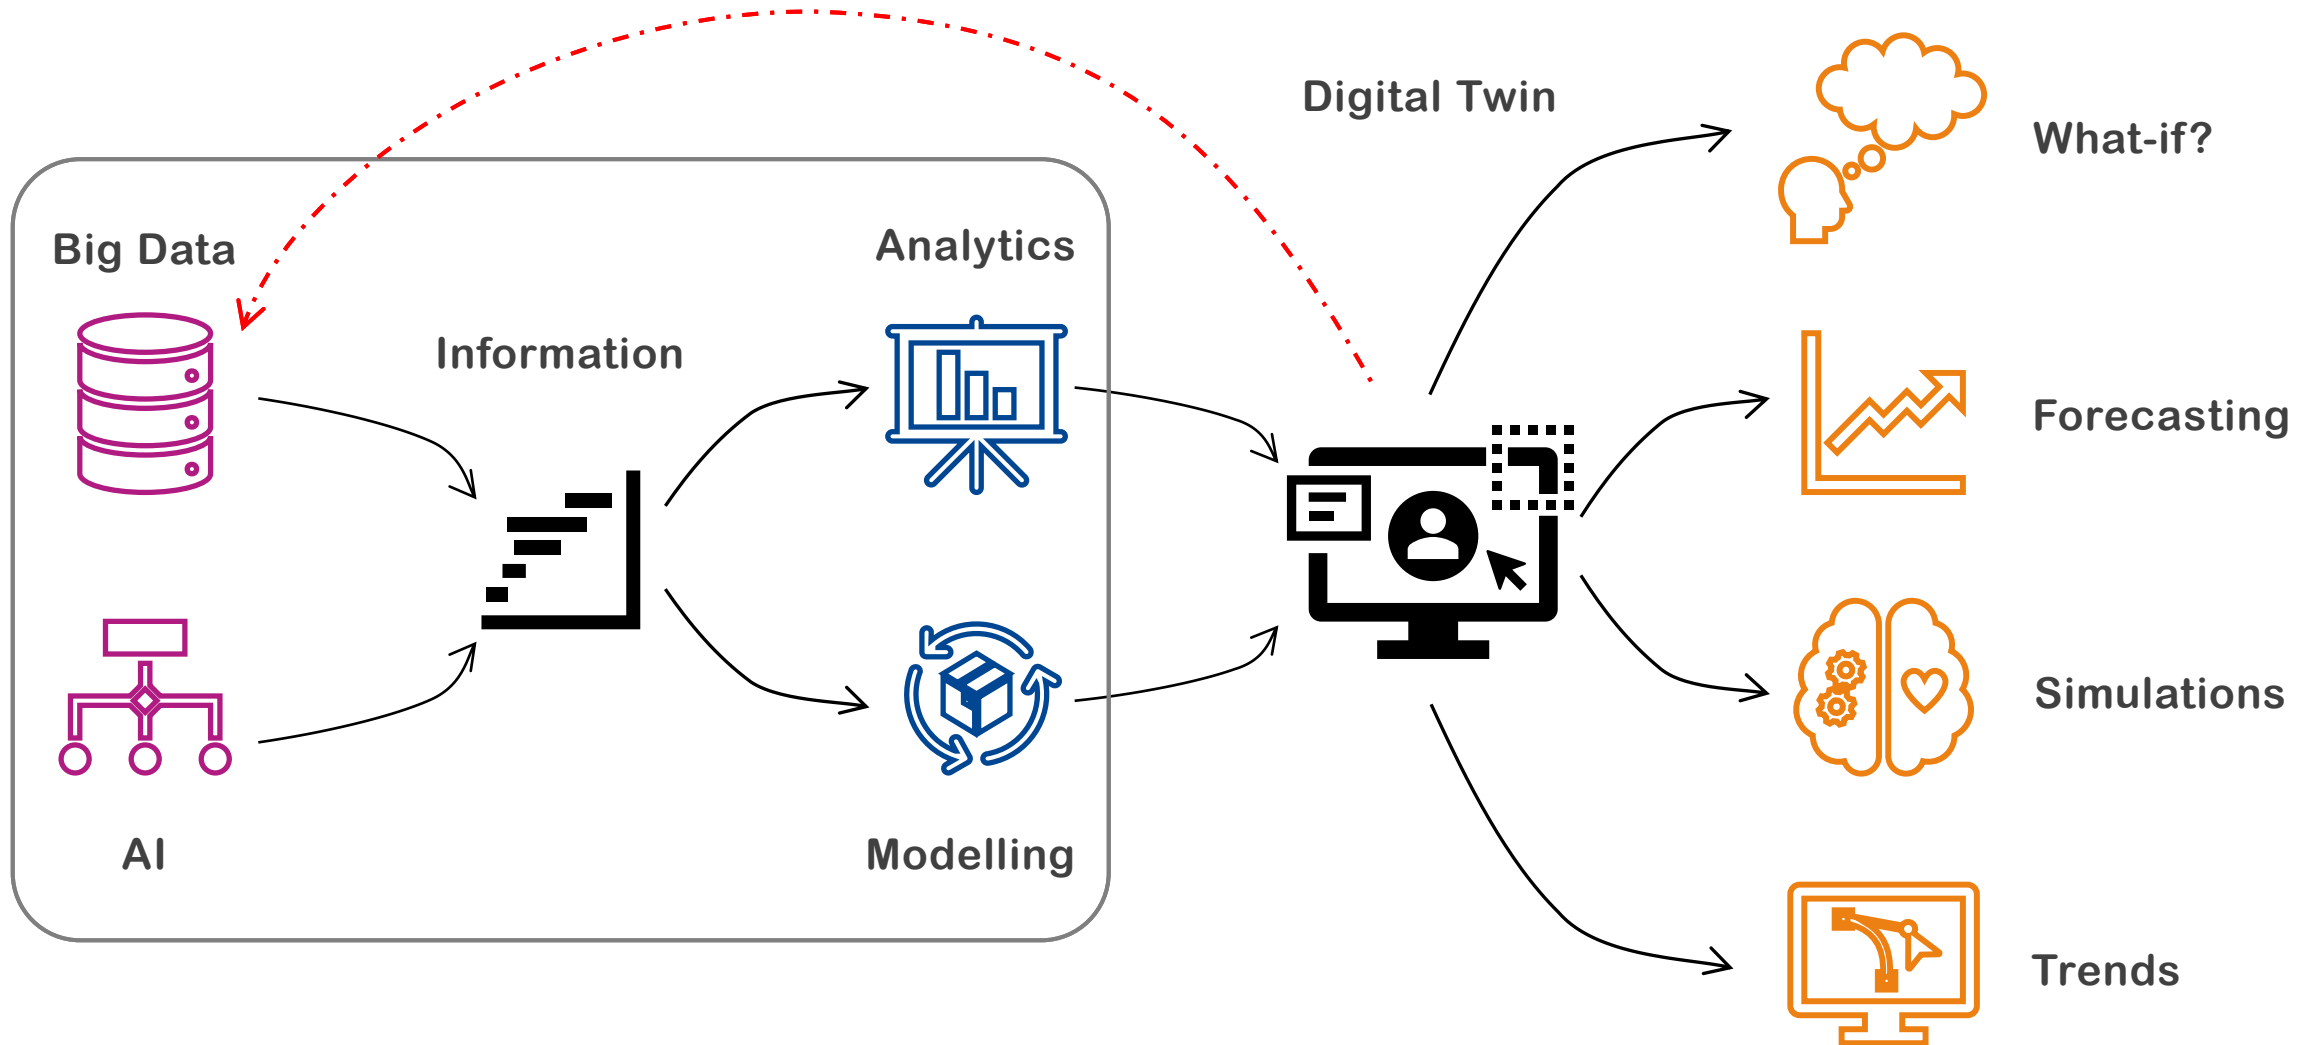 Digital Twin
What-if?
Big Data
Analytics
Information
Forecasting
Simulations
AI
Modelling
Trends